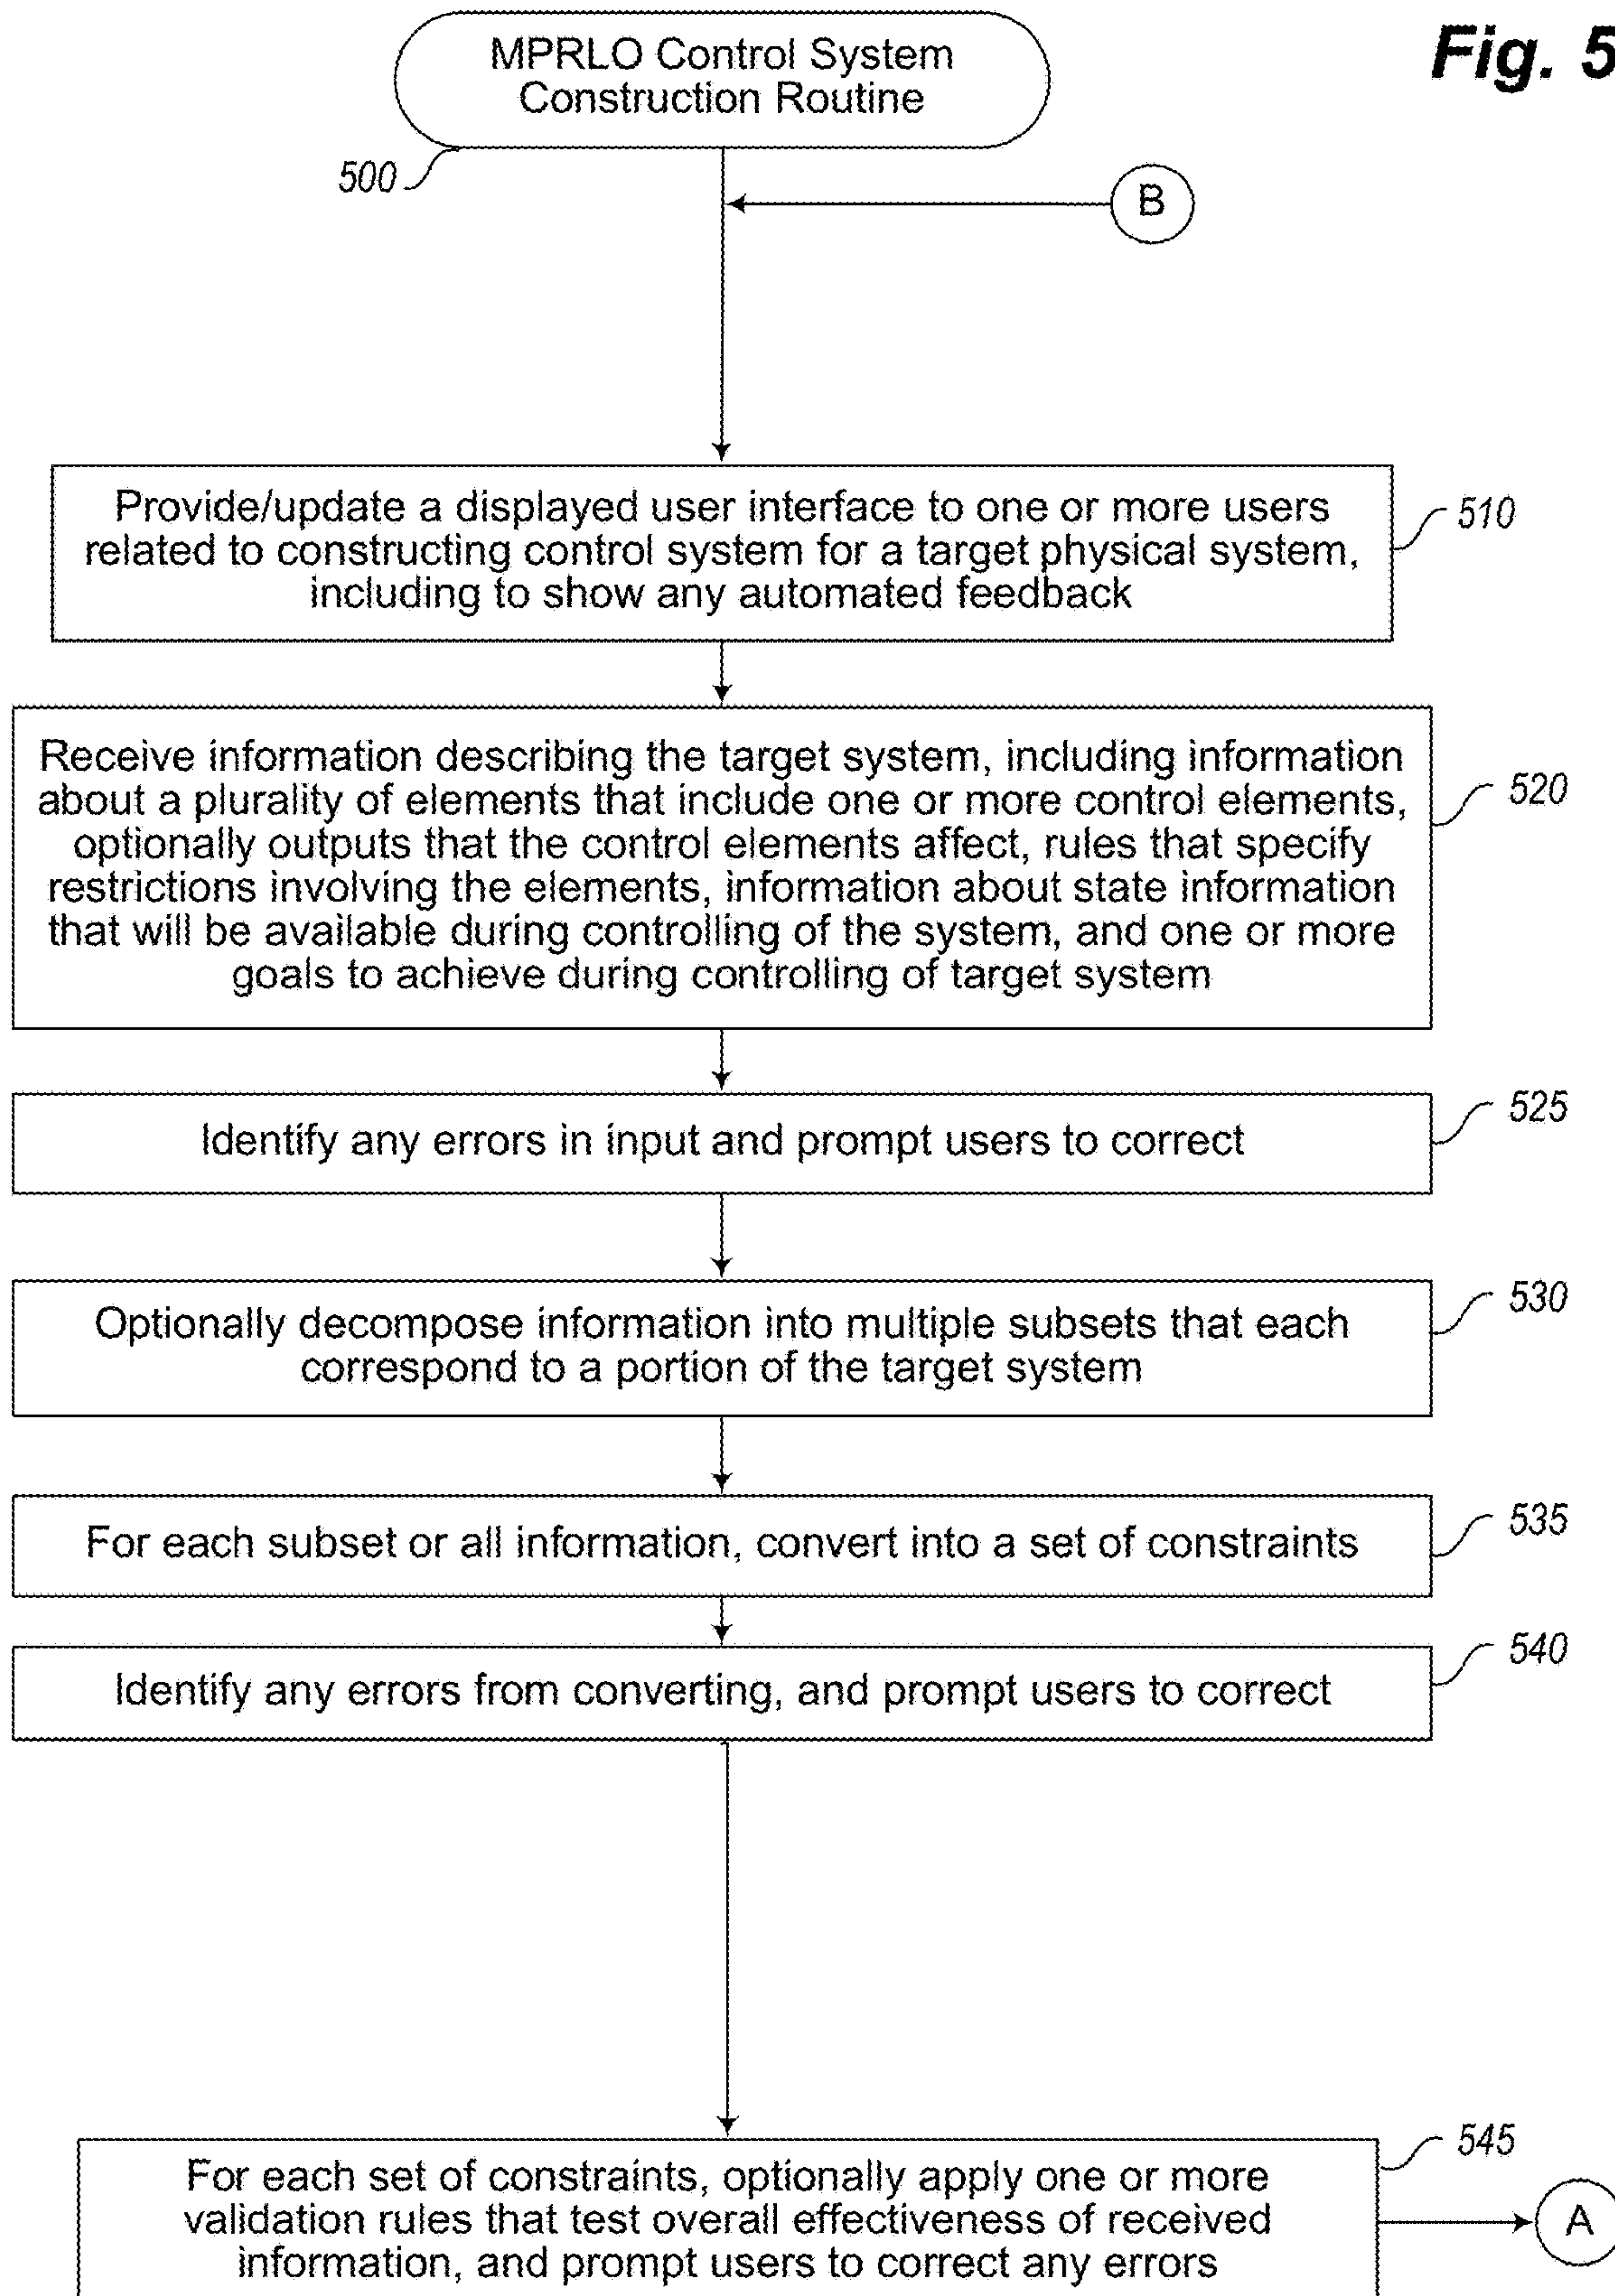 Fig. 5
MPRLO Control System
Construction Routine
500
B
Provide/update a displayed user interface to one or more users
related to constructing control system for a target physical system,
including to show any automated feedback
510
Receive information describing the target system, including information
about a plurality of elements that include one or more control elements,
optionally outputs that the control elements affect, rules that specify
restrictions involving the elements, information about state information
that will be available during controlling of the system, and one or more
goals to achieve during controlling of target system
520
Identify any errors in input and prompt users to correct
525
Optionally decompose information into multiple subsets that each
correspond to a portion of the target system
530
For each subset or all information, convert into a set of constraints
535
Identify any errors from converting, and prompt users to correct
540
For each set of constraints, optionally apply one or more
validation rules that test overall effectiveness of received
information, and prompt users to correct any errors
545
A